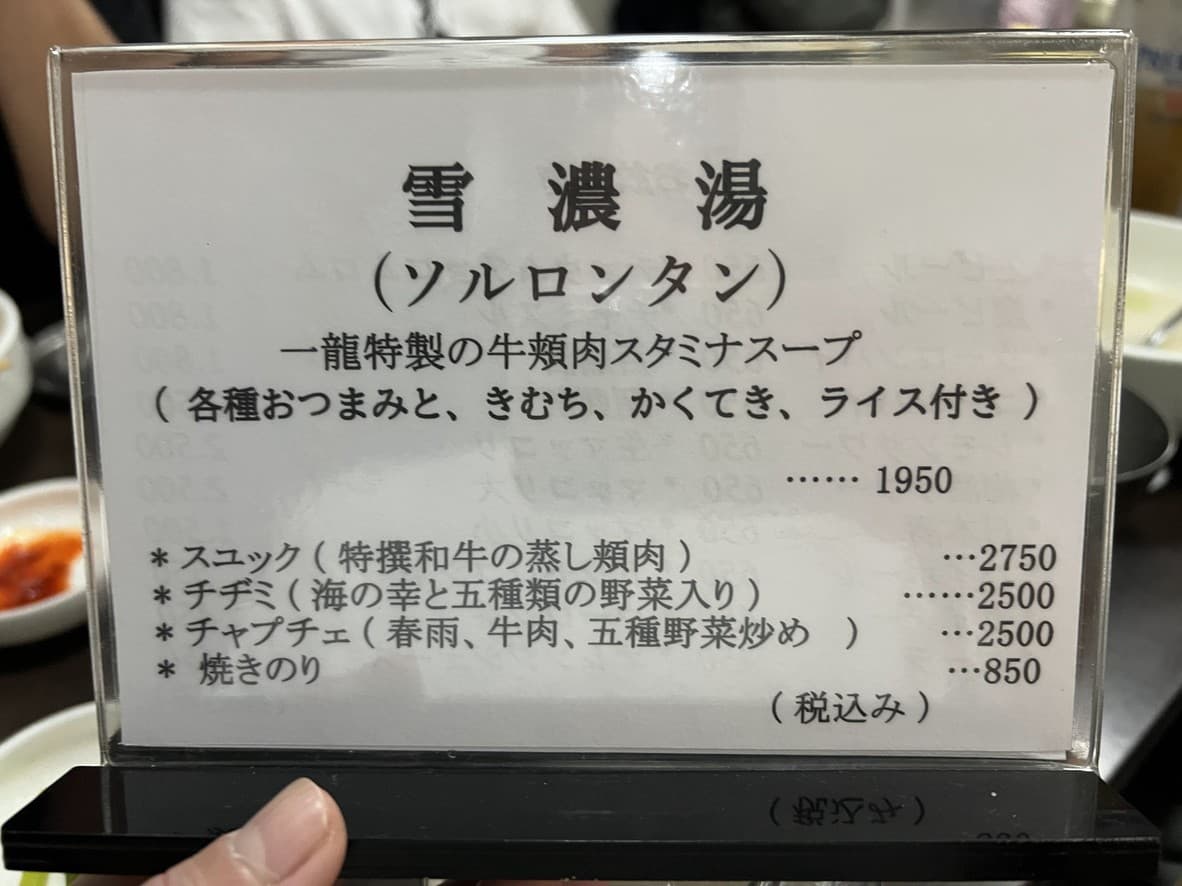 雪濃湯
(ソルロンタン)
一龍特製の牛頬肉スタミナスープ
( 各種おつまみと、きむち、かくてき、ライス付き )
…… 1950
* スユック ( 特撰和牛の蒸し頬肉 ) …2750
* チヂミ ( 海の幸と五種類の野菜入り ) ……2500
* チャプチェ ( 春雨、牛肉、五種野菜炒め ) …2500
* 焼きのり …850
( 税込み )